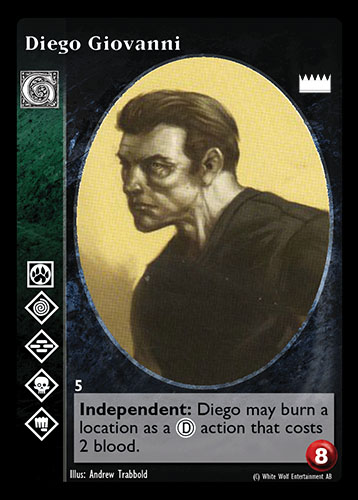 Diego Giovanni
5
Independent: Diego may burn a
location as a D action that costs
2 blood.
8
Illus: Andrew Trabbold
(C) White Wolf Entertainment AB